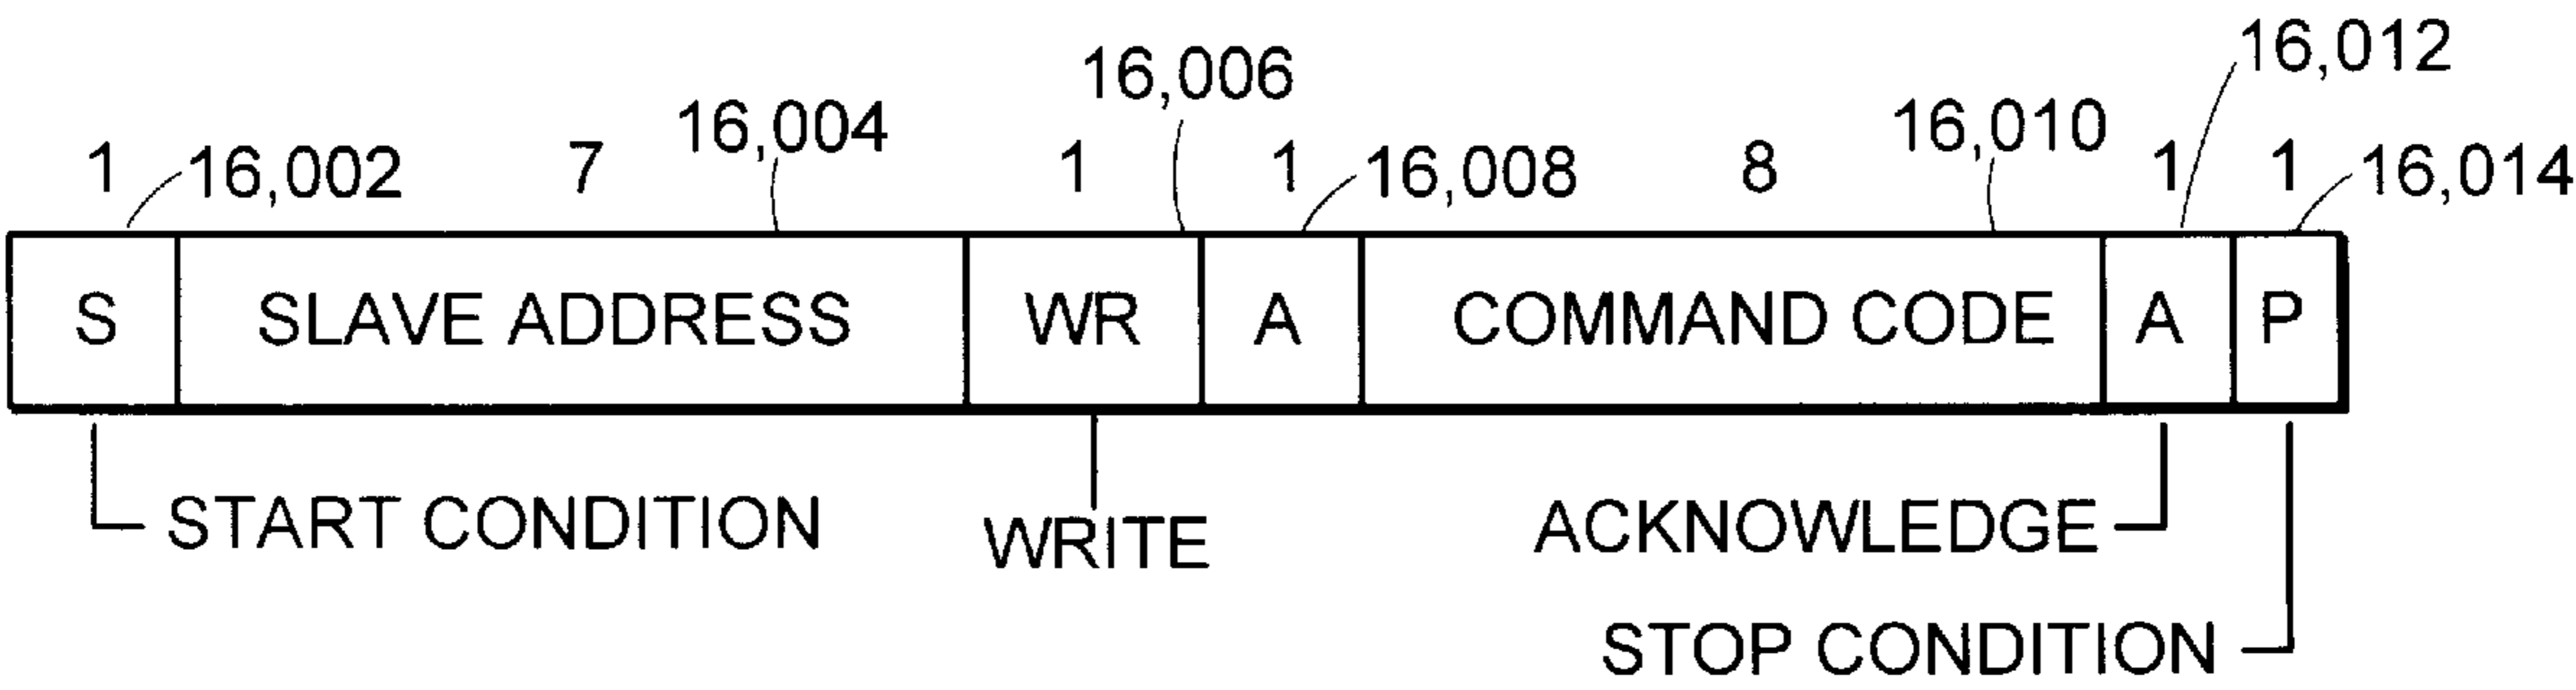 16,012
16,006
16,004 16,010
1 16,002 7 1 1 16,008 8 1 1 16,014
S SLAVE ADDRESS WR A COMMAND CODE A P
START CONDITION WRITE ACKNOWLEDGE
STOP CONDITION